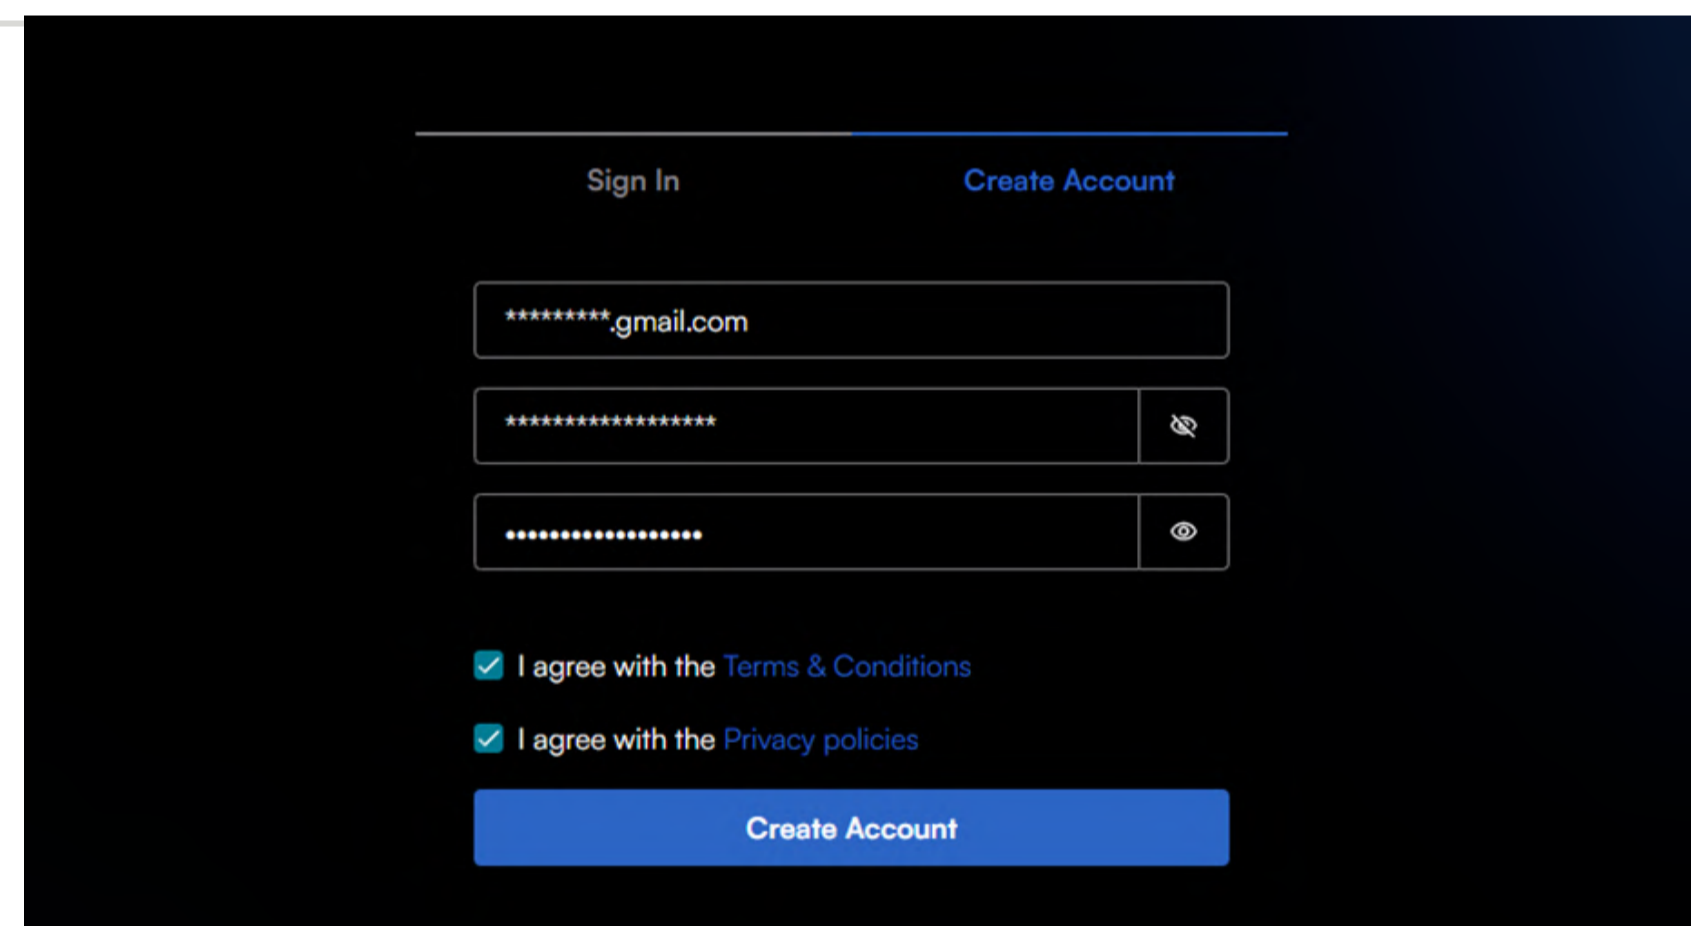 Sign In
Create Account
*********.gmail.com
******************
••••••••••••••••••
I agree with the Terms & Conditions
I agree with the Privacy policies
Create Account